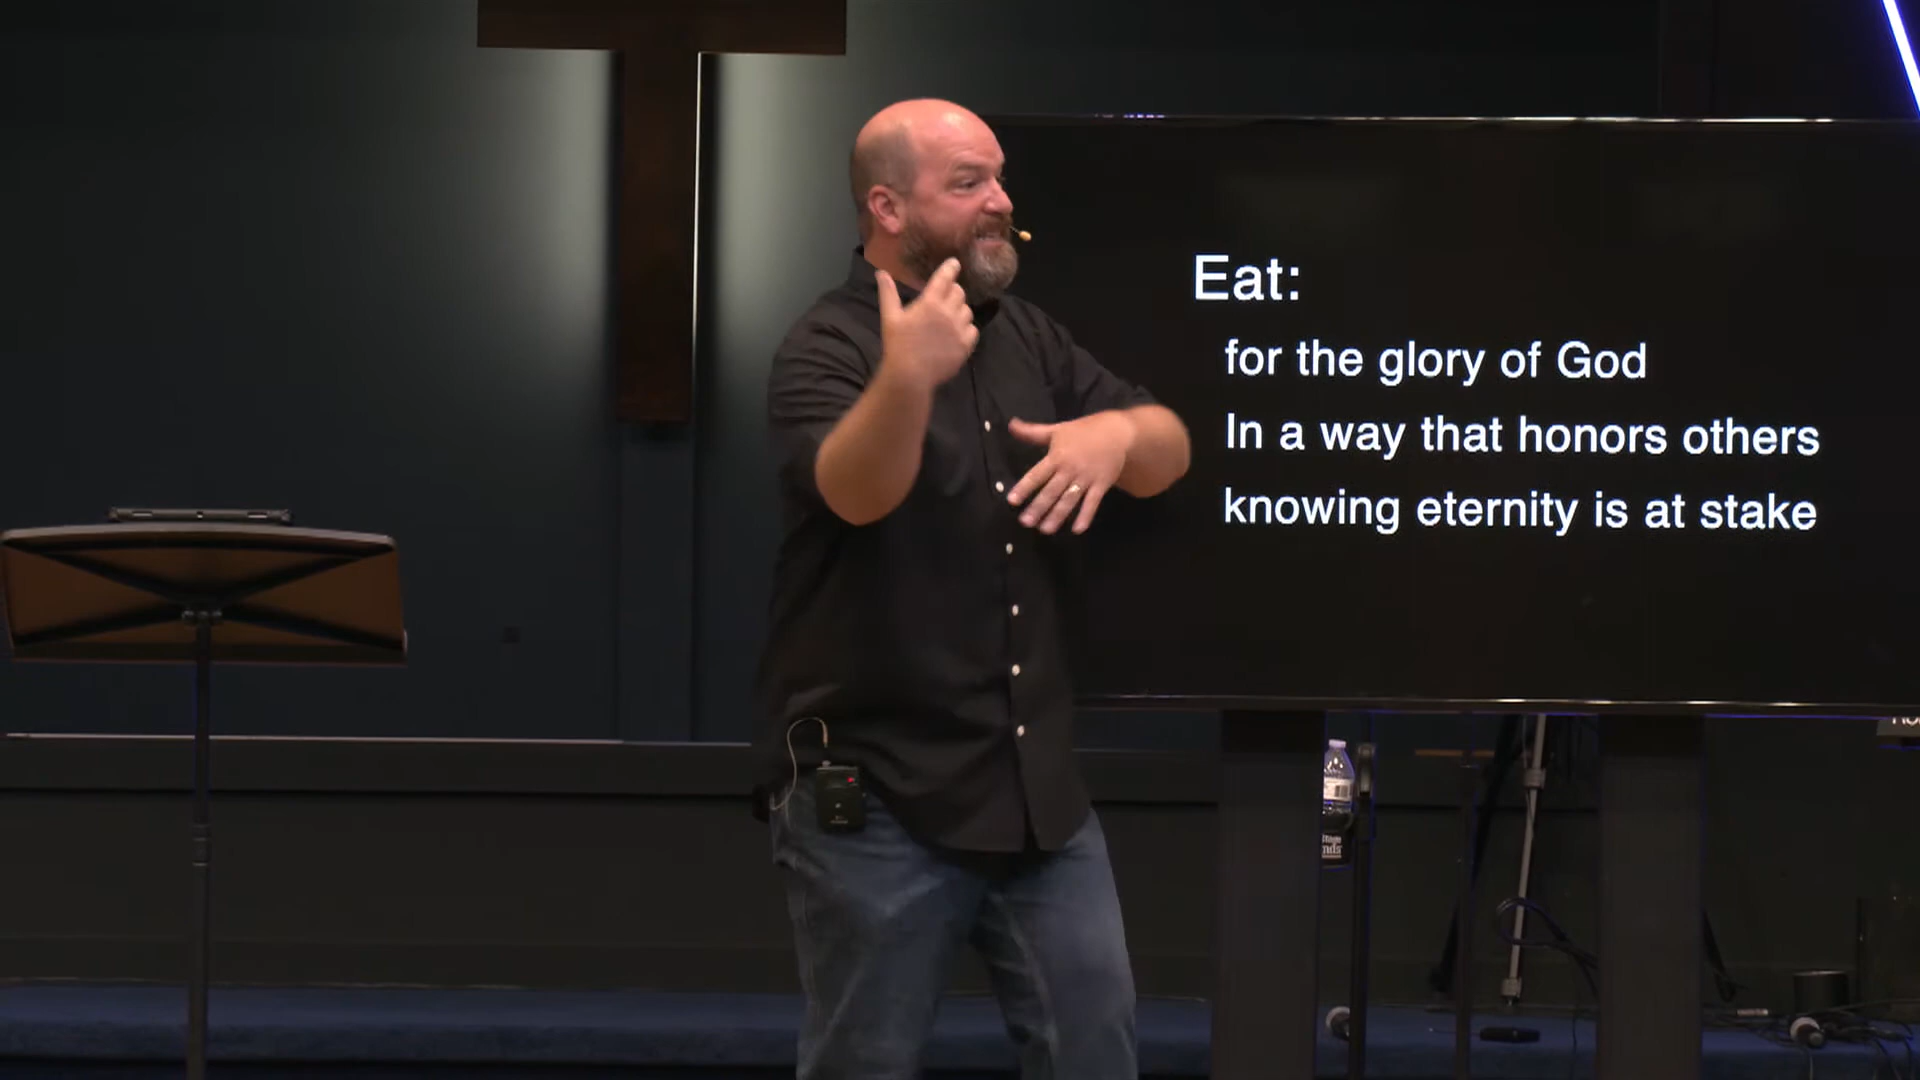 Eat:
for the glory of God
In a way that honors others
knowing eternity is at stake